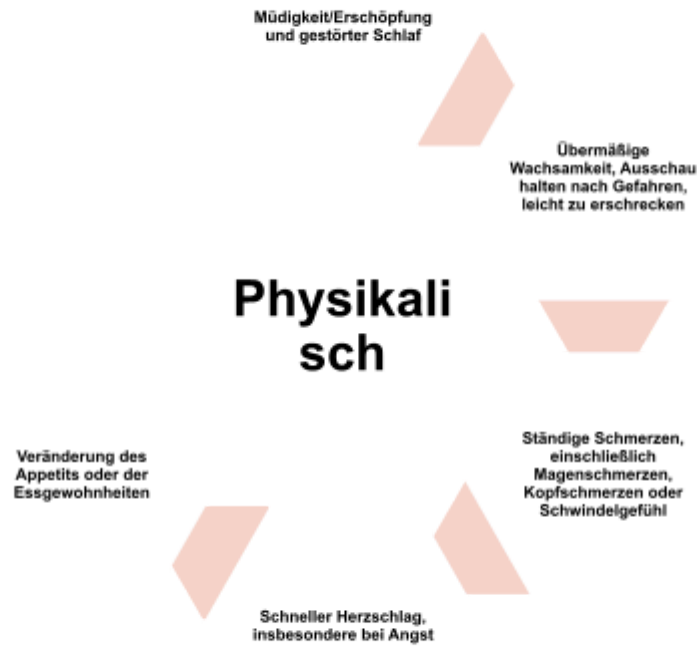 Müdigkeit/Erschöpfung
und gestörter Schlaf
Übermäßige
Wachsamkeit, Ausschau
halten nach Gefahren,
leicht zu erschrecken
Physikali
sch
Ständige Schmerzen,
einschließlich
Magenschmerzen,
Kopfschmerzen oder
Schwindelgefühl
Schneller Herzschlag,
insbesondere bei Angst
Veränderung des
Appetits oder der
Essgewohnheiten